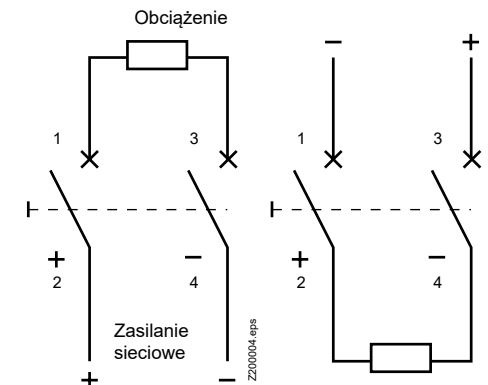 Obciążenie
− +
1 3 1 3
+ − + −
2 4 2 4
Zasilanie
sieciowe
+ −
Z200004.eps